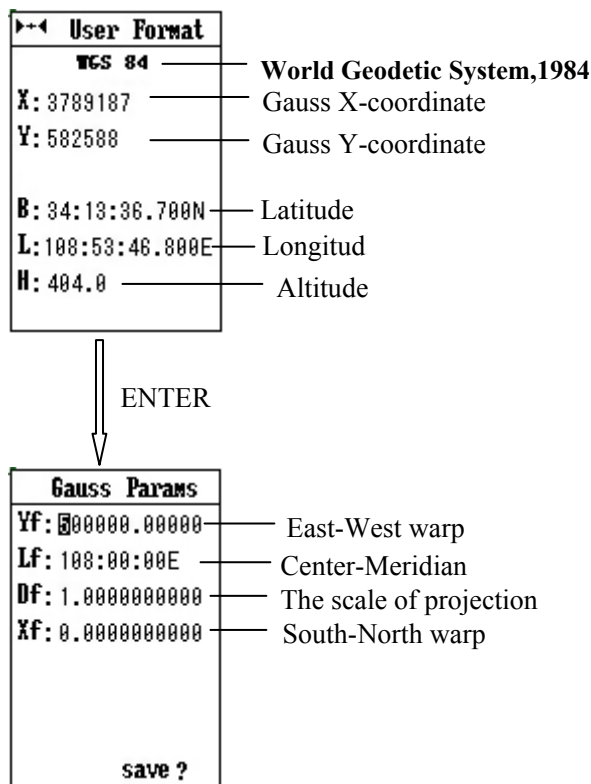 User Format
WGS 84
World Geodetic System,1984
X: 3789187
Gauss X-coordinate
Y: 582588
Gauss Y-coordinate
B: 34:13:36.700N
Latitude
L: 108:53:46.800E
Longitud
H: 404.0
Altitude
ENTER
Gauss Params
Yf: 500000.00000
East-West warp
Lf: 108:00:00E
Center-Meridian
Df: 1.0000000000
The scale of projection
Xf: 0.0000000000
South-North warp
save ?